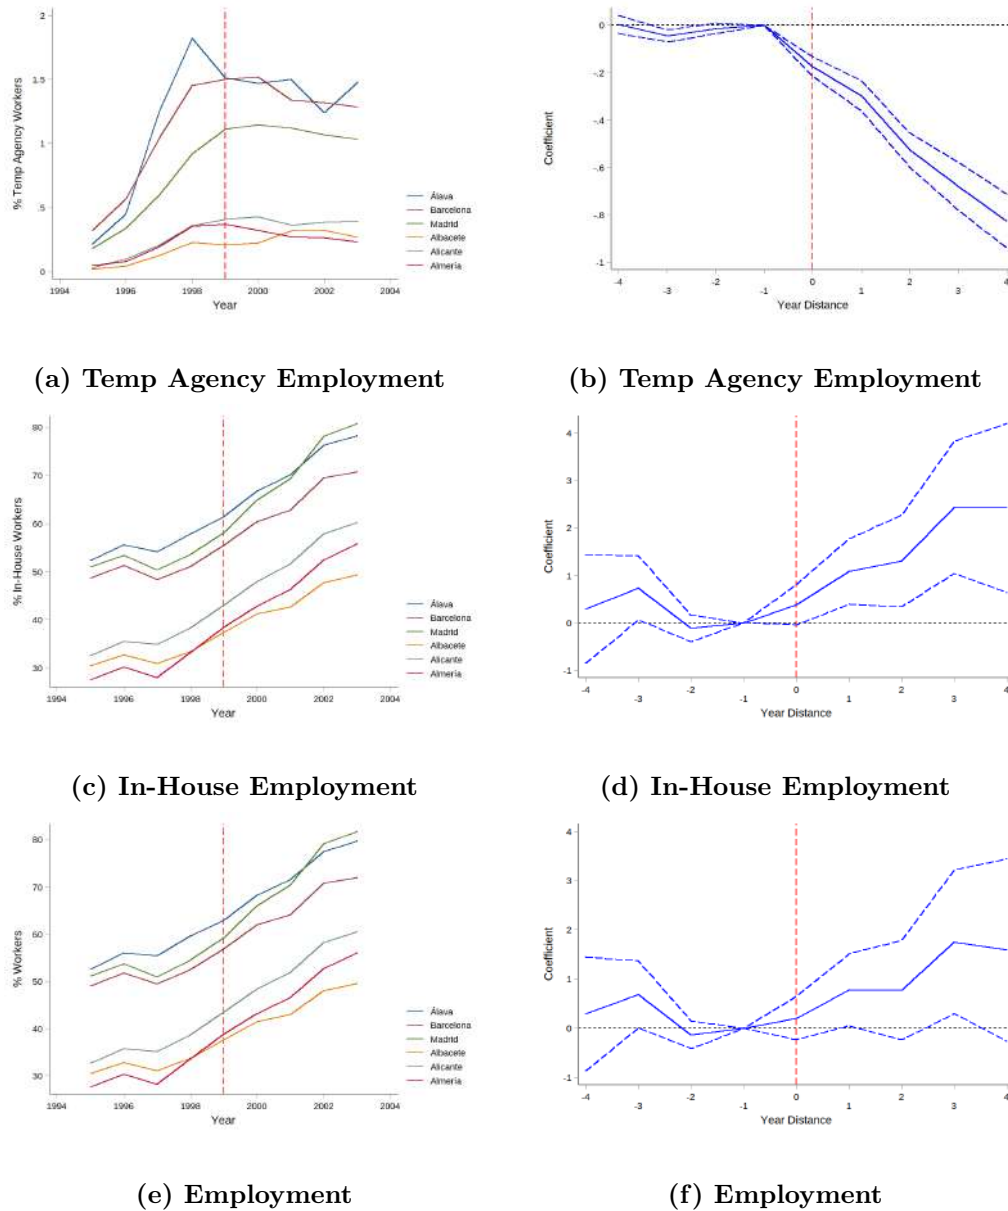 2
1.5
1
.5
0
% Temp Agency Workers
Álava
Barcelona
Madrid
Albacete
Alicante
Almería
1994 1996 1998 2000 2002 2004
Year
0
-.2
-.4
-.6
-.8
-1
Coefficient
-4 -3 -2 -1 0 1 2 3 4
Year Distance
(a) Temp Agency Employment
(b) Temp Agency Employment
80
70
60
50
40
30
% In-House Workers
Álava
Barcelona
Madrid
Albacete
Alicante
Almería
1994 1996 1998 2000 2002 2004
Year
4
3
2
1
0
-1
Coefficient
-4 -3 -2 -1 0 1 2 3 4
Year Distance
(c) In-House Employment
(d) In-House Employment
80
70
60
50
40
30
% Workers
Álava
Barcelona
Madrid
Albacete
Alicante
Almería
1994 1996 1998 2000 2002 2004
Year
4
3
2
1
0
-1
Coefficient
-4 -3 -2 -1 0 1 2 3 4
Year Distance
(e) Employment
(f) Employment